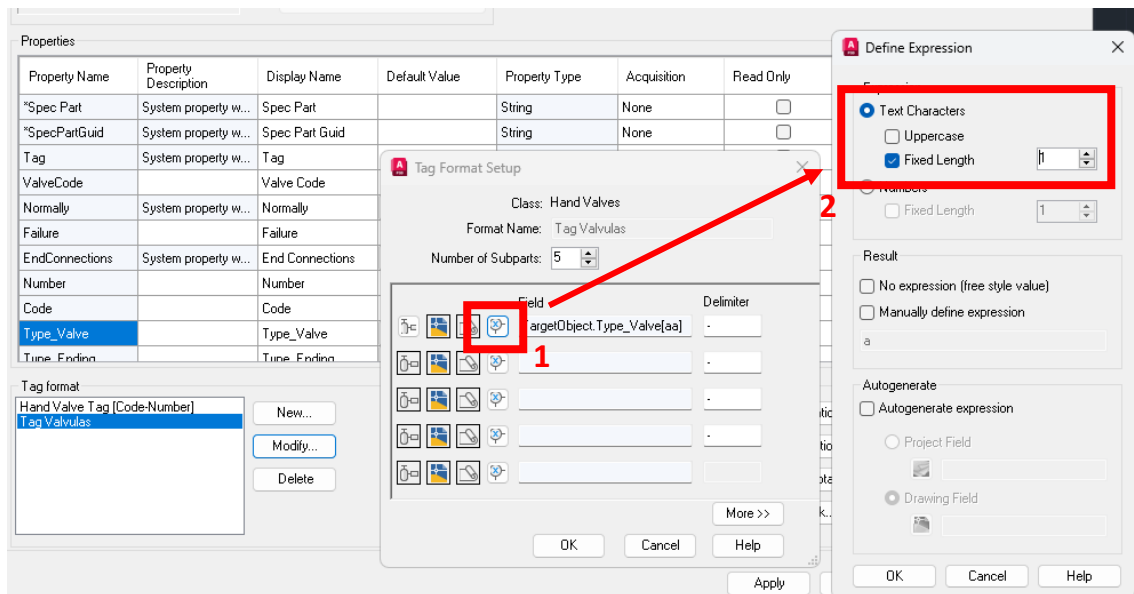 Properties
Property Name Property Description Display Name Default Value Property Type Acquisition Read Only
*Spec Part System property w... Spec Part String None
*SpecPartGuid System property w... Spec Part Guid String None
Tag System property w... Tag
ValveCode Valve Code
Normally System property w... Normally
Failure Failure
EndConnections System property w... End Connections
Number Number
Code Code
Type_Valve Type_Valve
Type_Ending Type_Ending
Tag format
Hand Valve Tag [Code-Number]
Tag Valvulas
New...
Modify...
Delete
Apply
Tag Format Setup
Class: Hand Valves
Format Name: Tag Valvulas
Number of Subparts: 5
Field Delimiter
TargetObject.Type_Valve[aa] -
-
-
-
More >>
OK Cancel Help
1
2
Define Expression
Text Characters
Uppercase
Fixed Length 1
Numbers
Fixed Length 1
Result
No expression (free style value)
Manually define expression
a
Autogenerate
Autogenerate expression
Project Field
Drawing Field
OK Cancel Help